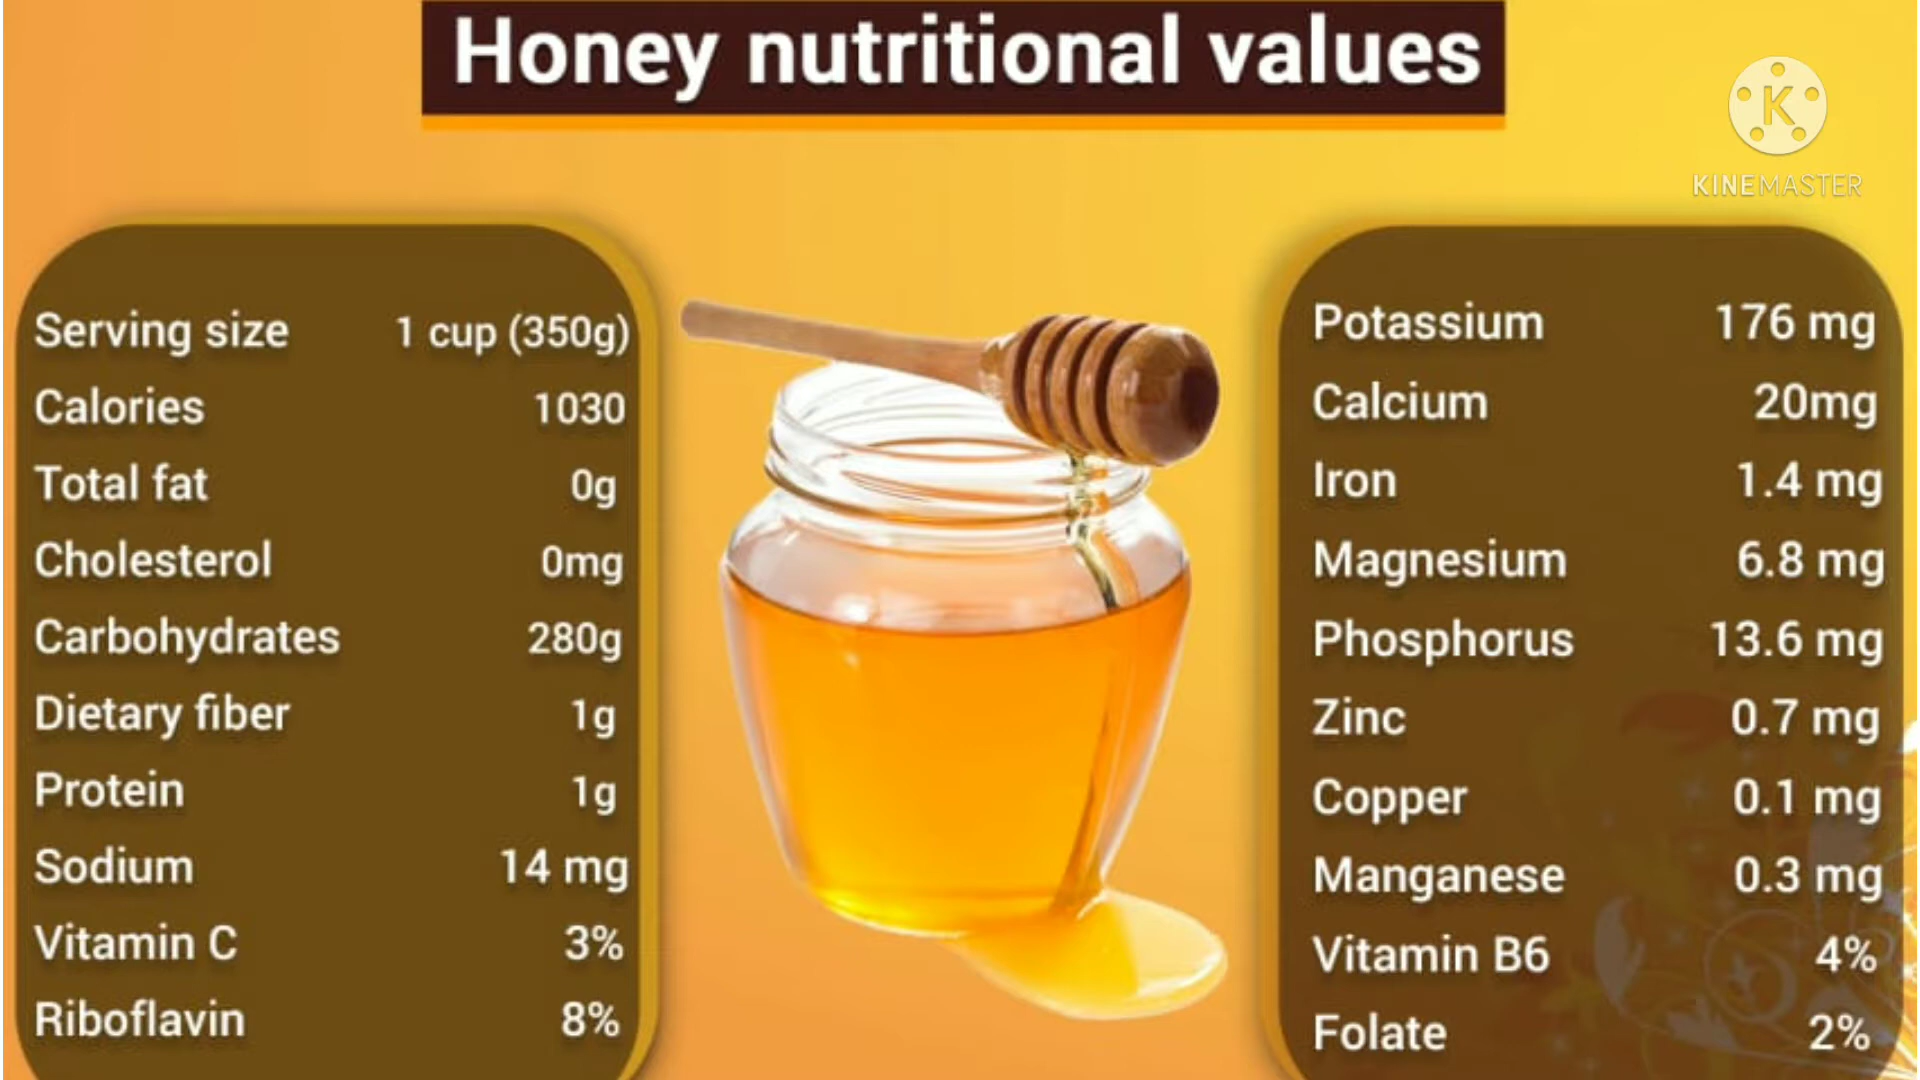 Honey nutritional values
K
KINEMASTER
Serving size 1 cup (350g)
Calories 1030
Total fat 0g
Cholesterol 0mg
Carbohydrates 280g
Dietary fiber 1g
Protein 1g
Sodium 14 mg
Vitamin C 3%
Riboflavin 8%
Potassium 176 mg
Calcium 20mg
Iron 1.4 mg
Magnesium 6.8 mg
Phosphorus 13.6 mg
Zinc 0.7 mg
Copper 0.1 mg
Manganese 0.3 mg
Vitamin B6 4%
Folate 2%